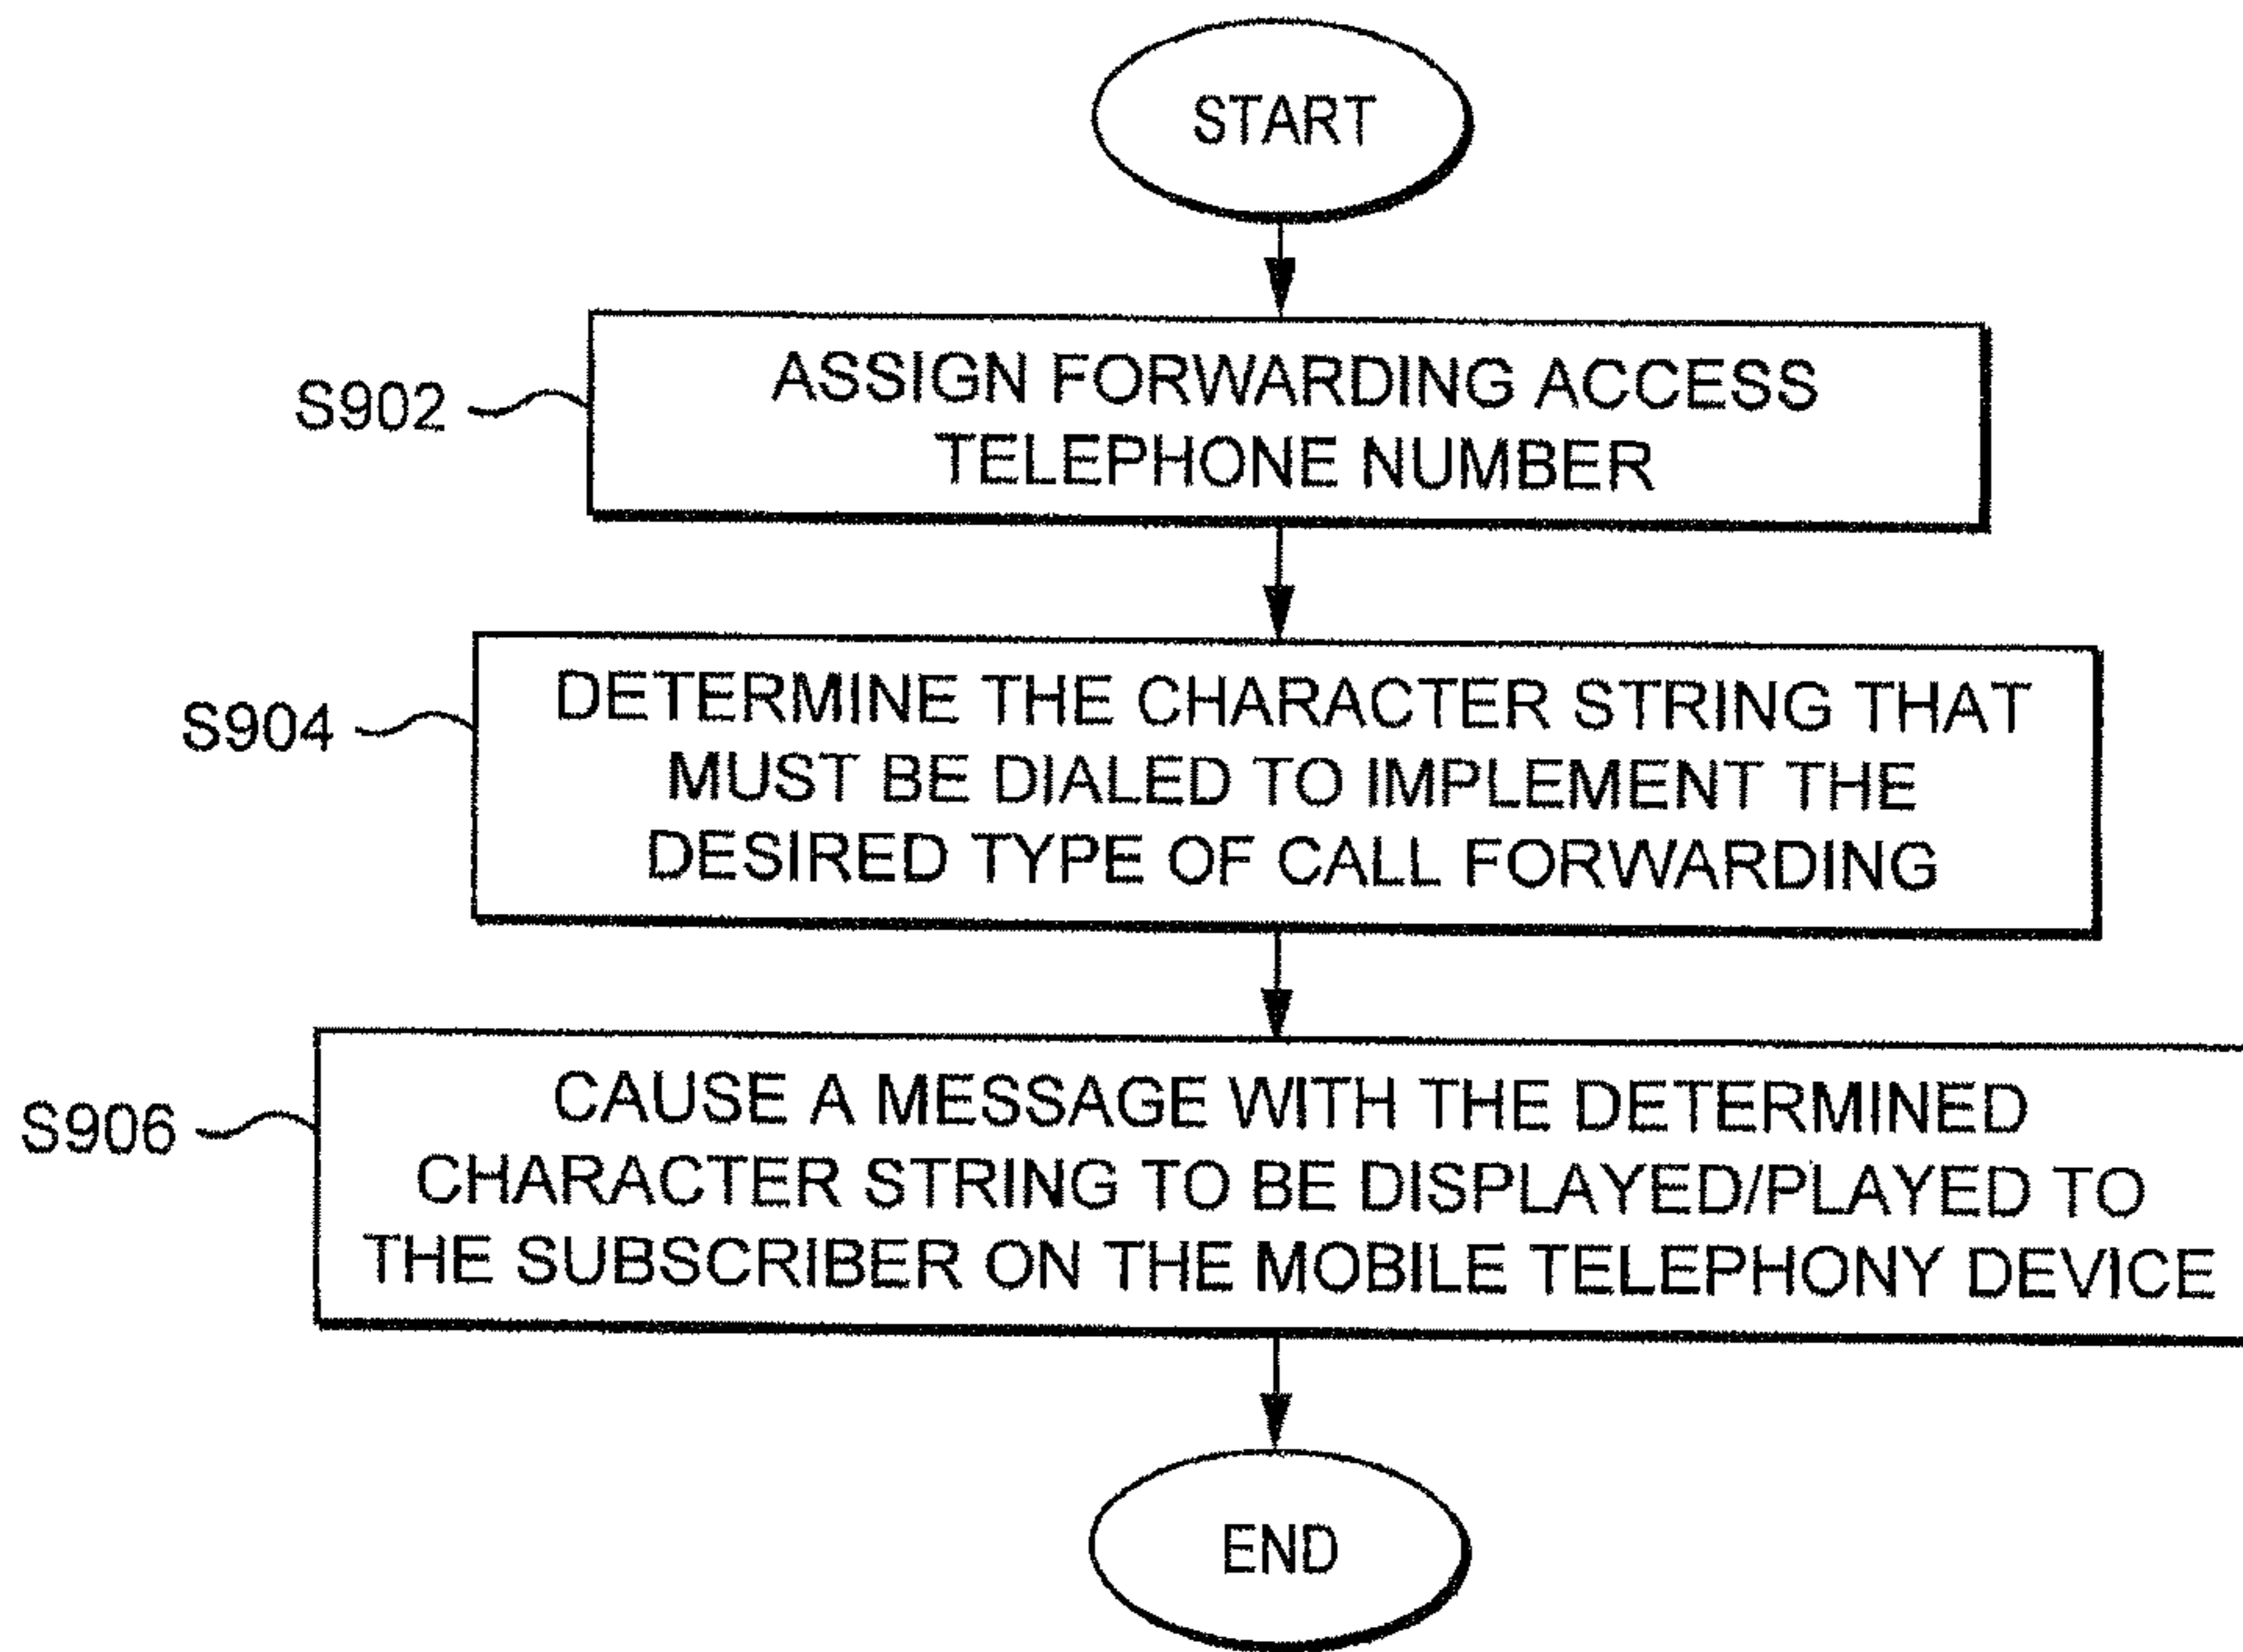 START
S902
ASSIGN FORWARDING ACCESS
TELEPHONE NUMBER
S904
DETERMINE THE CHARACTER STRING THAT
MUST BE DIALED TO IMPLEMENT THE
DESIRED TYPE OF CALL FORWARDING
S906
CAUSE A MESSAGE WITH THE DETERMINED
CHARACTER STRING TO BE DISPLAYED/PLAYED TO
THE SUBSCRIBER ON THE MOBILE TELEPHONY DEVICE
END